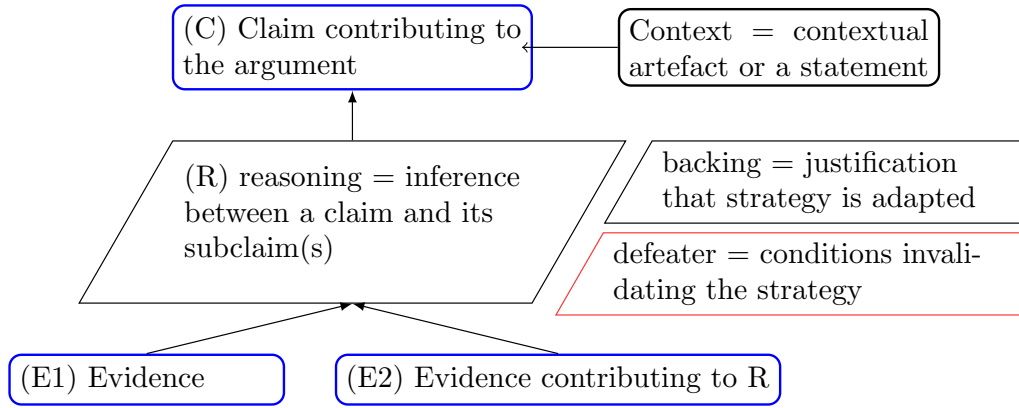 (C) Claim contributing to
the argument
Context = contextual
artefact or a statement
(R) reasoning = inference
between a claim and its
subclaim(s)
backing = justification
that strategy is adapted
defeater = conditions invali-
dating the strategy
(E1) Evidence
(E2) Evidence contributing to R